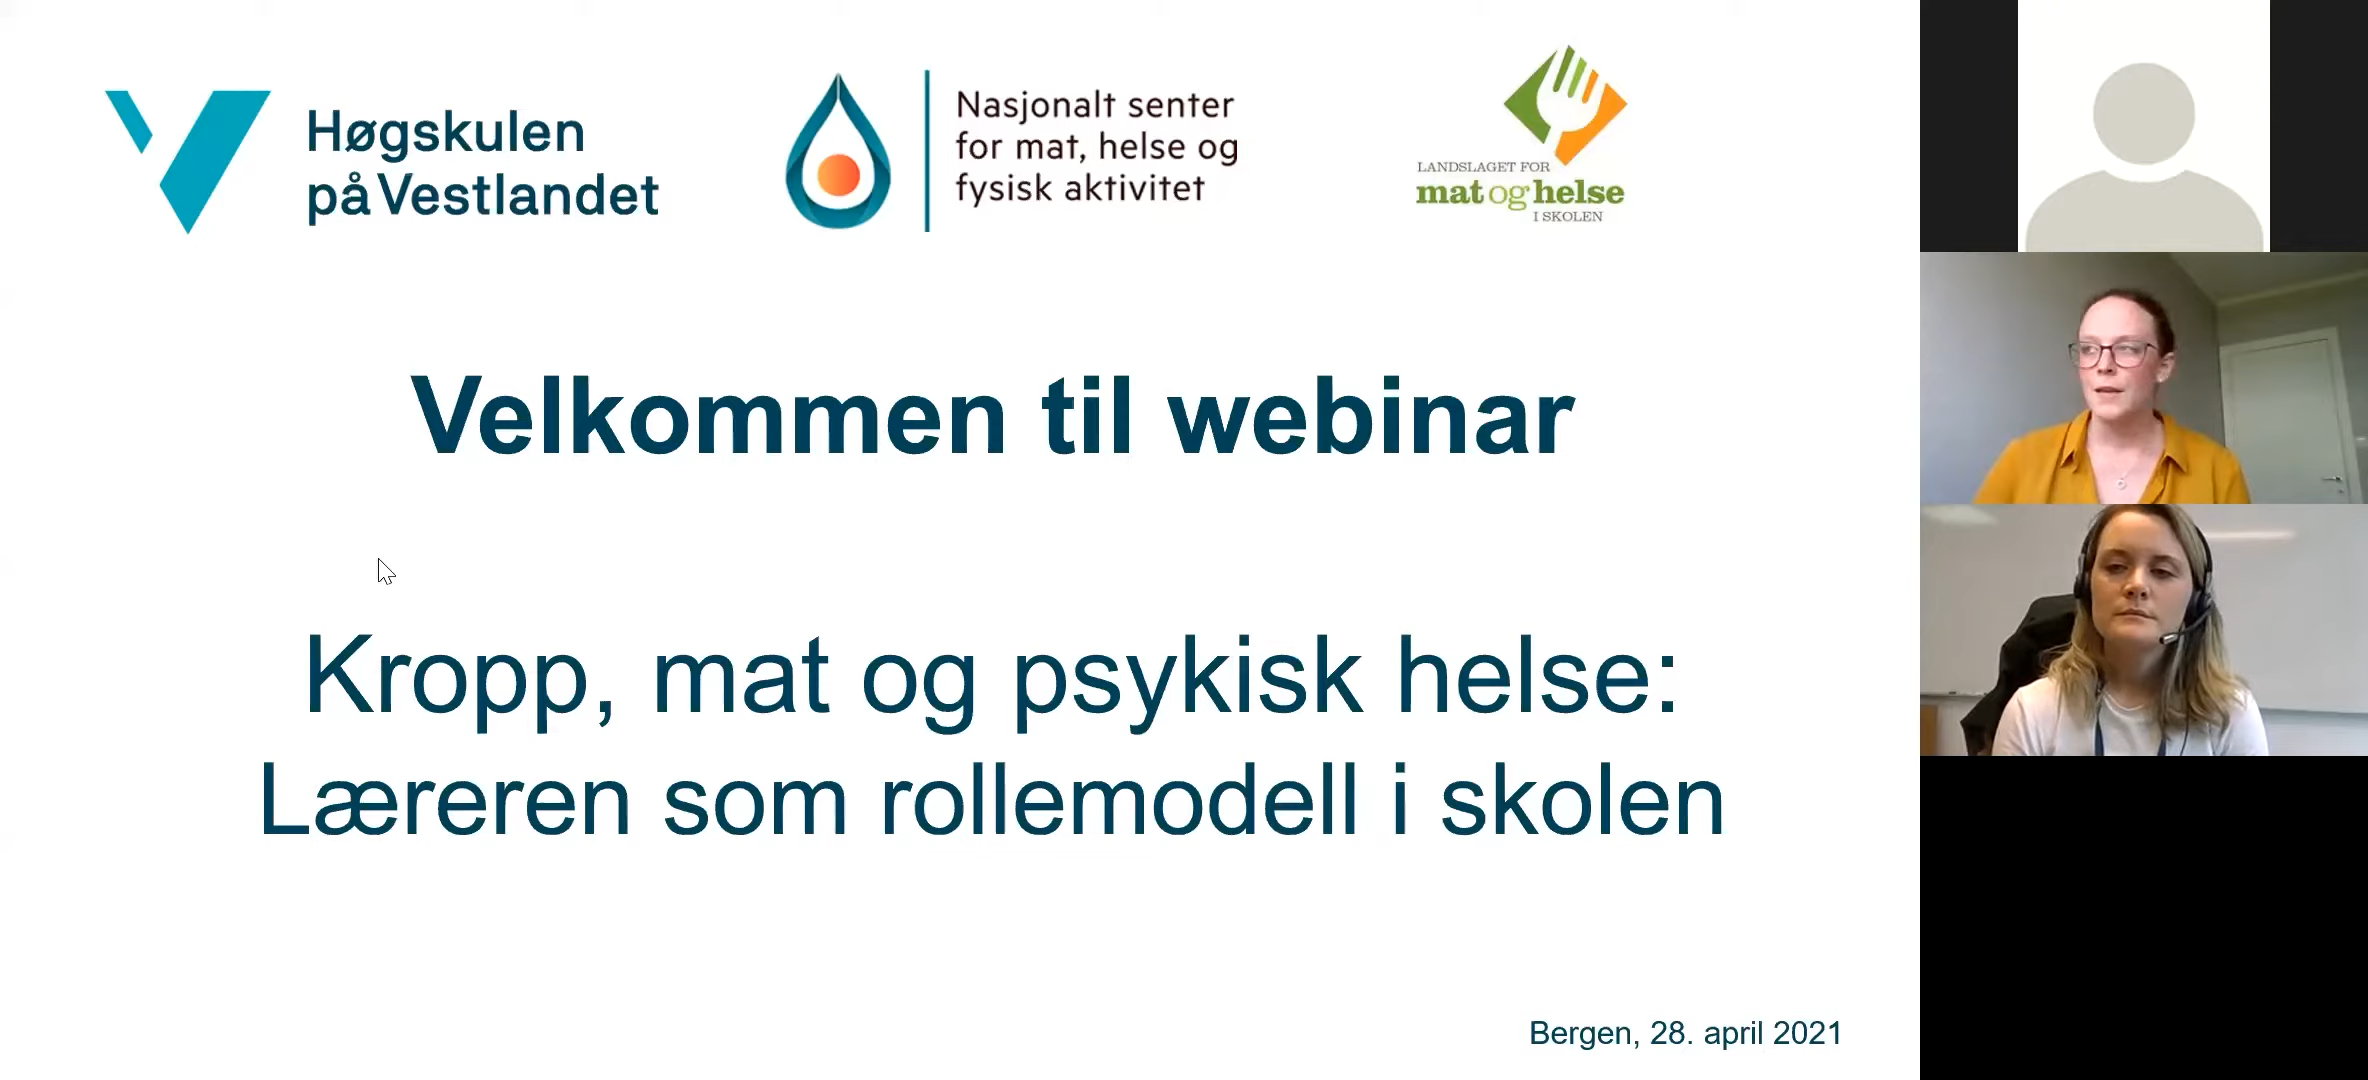 Høgskulen
på Vestlandet
Nasjonalt senter
for mat, helse og
fysisk aktivitet
LANDSLAGET FOR
mat og helse
I SKOLEN
Velkommen til webinar
Kropp, mat og psykisk helse:
Læreren som rollemodell i skolen
Bergen, 28. april 2021